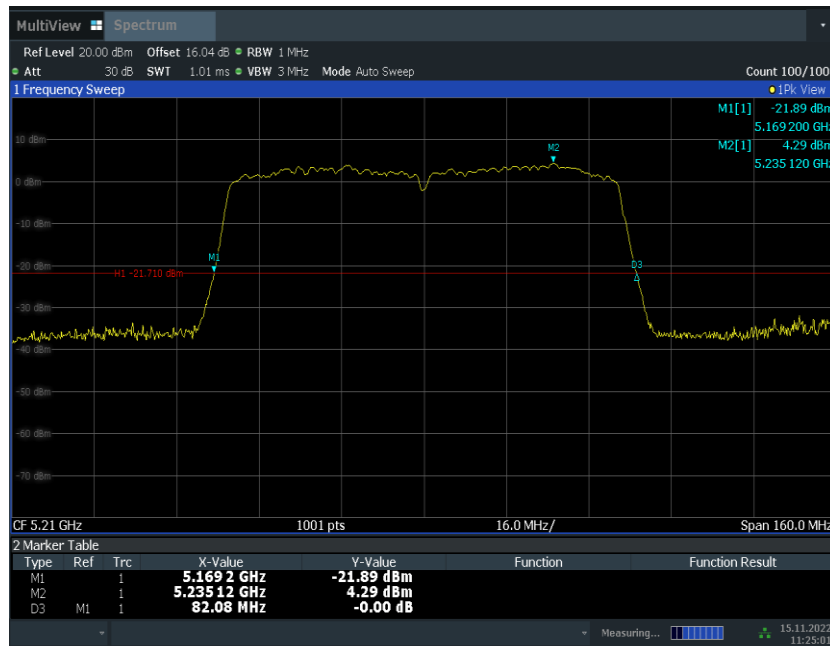 MultiView Spectrum
Ref Level 20.00 dBm Offset 16.04 dB RBW 1 MHz
Att 30 dB SWT 1.01 ms VBW 3 MHz Mode Auto Sweep Count 100/100
1 Frequency Sweep 1Pk View
M1[1] -21.89 dBm
5.169 200 GHz
M2[1] 4.29 dBm
5.235 120 GHz
10 dBm
M2
0 dBm
-10 dBm
M1
-20 dBm
D3
H1 -21.710 dBm
-30 dBm
-40 dBm
-50 dBm
-60 dBm
-70 dBm
CF 5.21 GHz 1001 pts 16.0 MHz/ Span 160.0 MHz
2 Marker Table
Type Ref Trc X-Value Y-Value Function Function Result
M1 1 5.169 2 GHz -21.89 dBm
M2 1 5.235 12 GHz 4.29 dBm
D3 M1 1 82.08 MHz -0.00 dB
Measuring... 15.11.2022
11:25:01